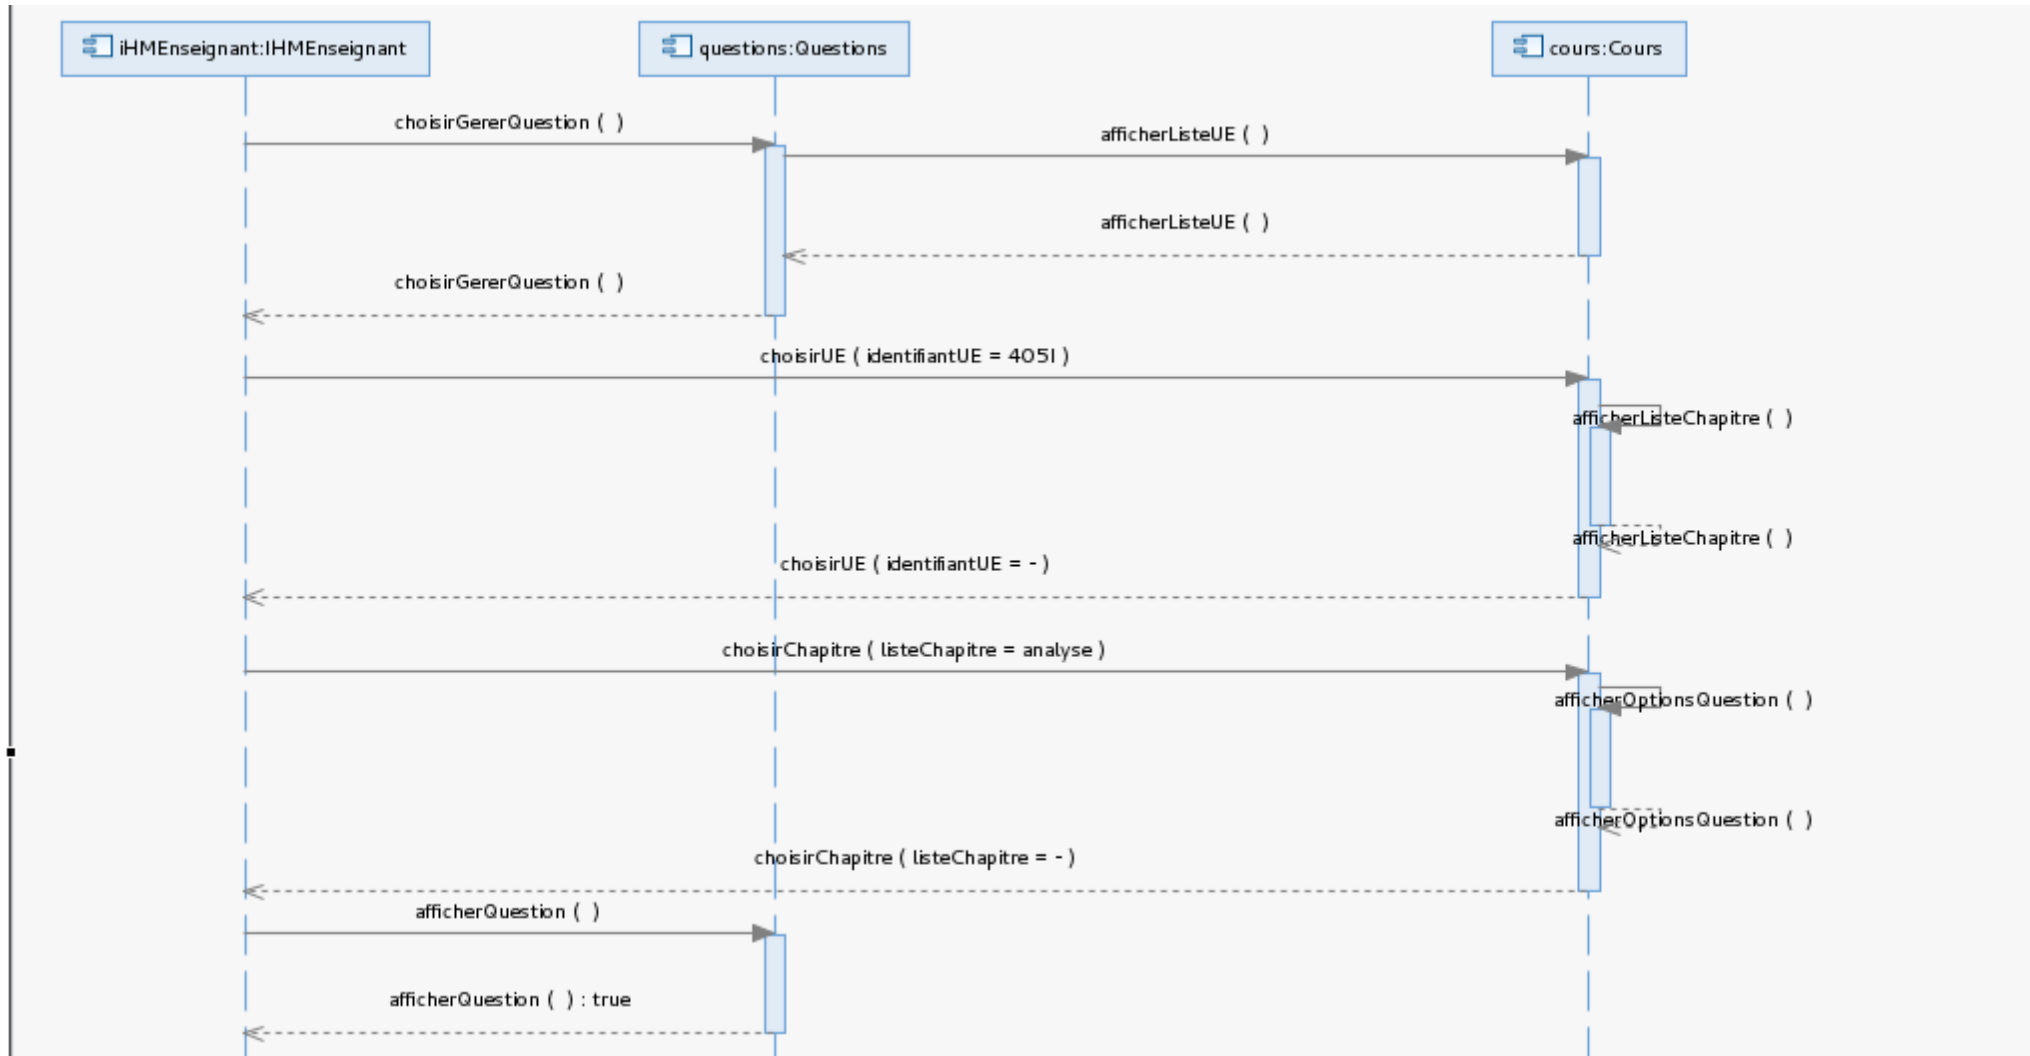 iHMEnseignant:IHMEnseignant
questions:Questions
cours:Cours
choisirGererQuestion ( )
afficherListeUE ( )
afficherListeUE ( )
choisirGererQuestion ( )
choisirUE ( identifiantUE = 405I )
afficherListeChapitre ( )
afficherListeChapitre ( )
choisirUE ( identifiantUE = - )
choisirChapitre ( listeChapitre = analyse )
afficherOptionsQuestion ( )
afficherOptionsQuestion ( )
choisirChapitre ( listeChapitre = - )
afficherQuestion ( )
afficherQuestion ( ) : true